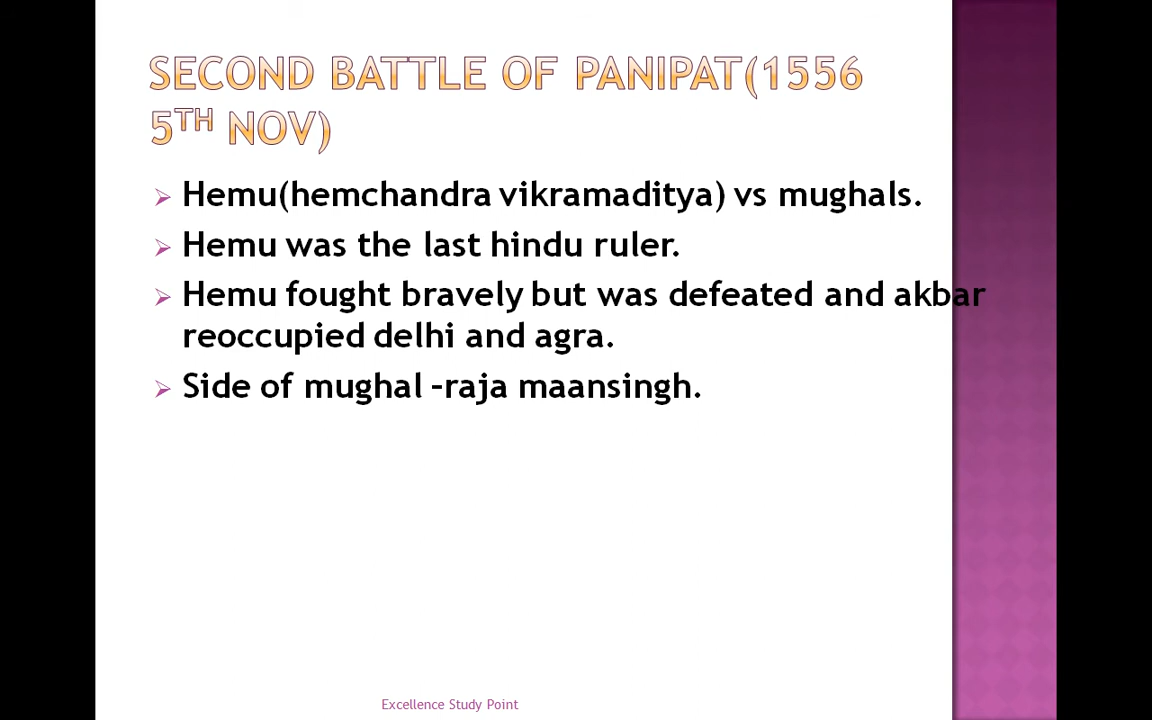 SECOND BATTLE OF PANIPAT(1556
5TH NOV)
Hemu(hemchandra vikramaditya) vs mughals.
Hemu was the last hindu ruler.
Hemu fought bravely but was defeated and akbar
reoccupied delhi and agra.
Side of mughal -raja maansingh.
Excellence Study Point